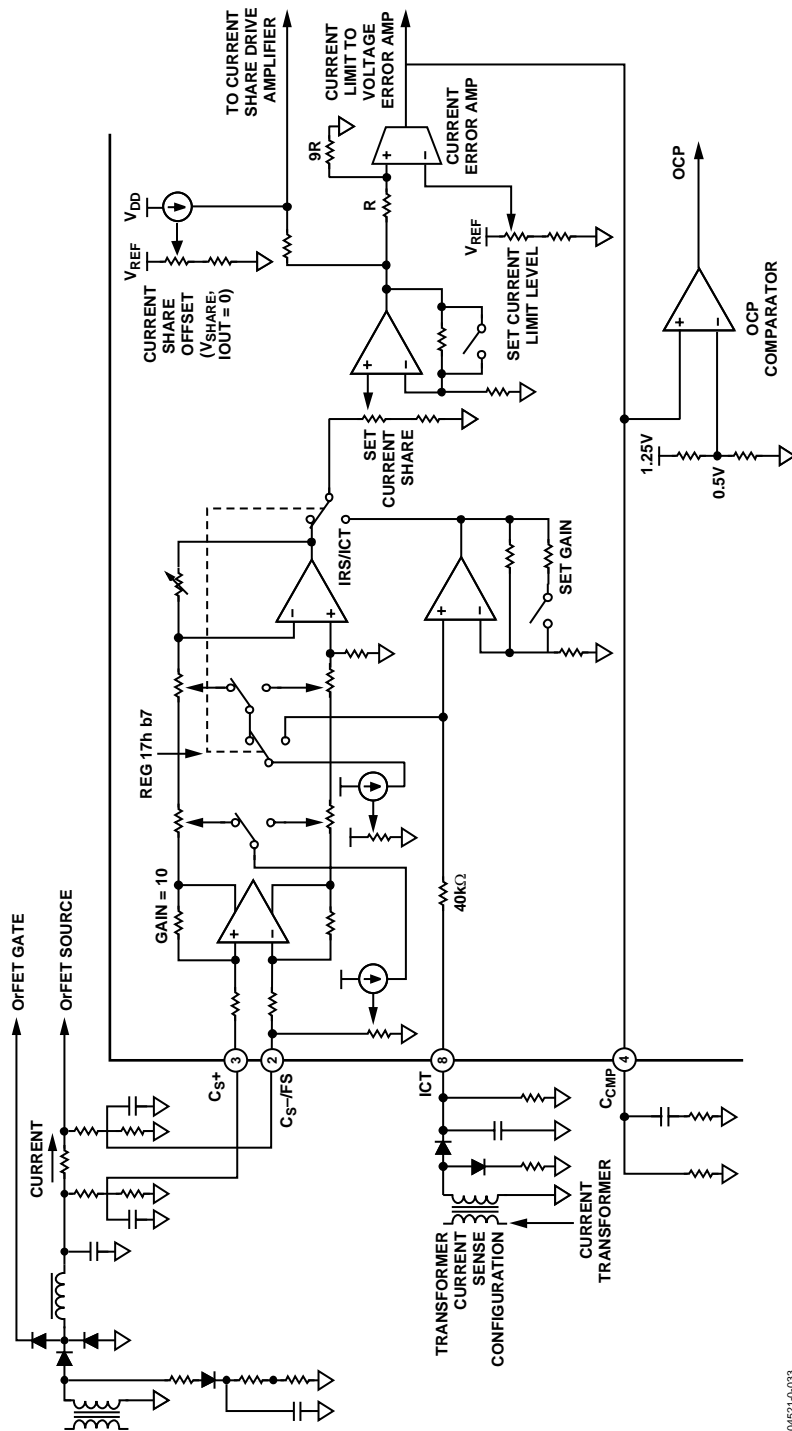 OrFET GATE
OrFET SOURCE
CURRENT
CS+
3
2
CS–/FS
GAIN = 10
REG 17h b7
IRS/ICT
ICT
8
40kΩ
SET GAIN
TRANSFORMER
CURRENT
SENSE
CONFIGURATION
CURRENT
TRANSFORMER
CCMP
4
SET
CURRENT
SHARE
CURRENT
SHARE
OFFSET
(VSHARE,
IOUT = 0)
VREF
VDD
TO CURRENT
SHARE DRIVE
AMPLIFIER
R
9R
CURRENT
LIMIT TO
VOLTAGE
ERROR AMP
CURRENT
ERROR AMP
VREF
SET CURRENT
LIMIT LEVEL
1.25V
0.5V
OCP
OCP
COMPARATOR
+
–
–
+
+
–
+
–
+
–
+
–
04521-0-033